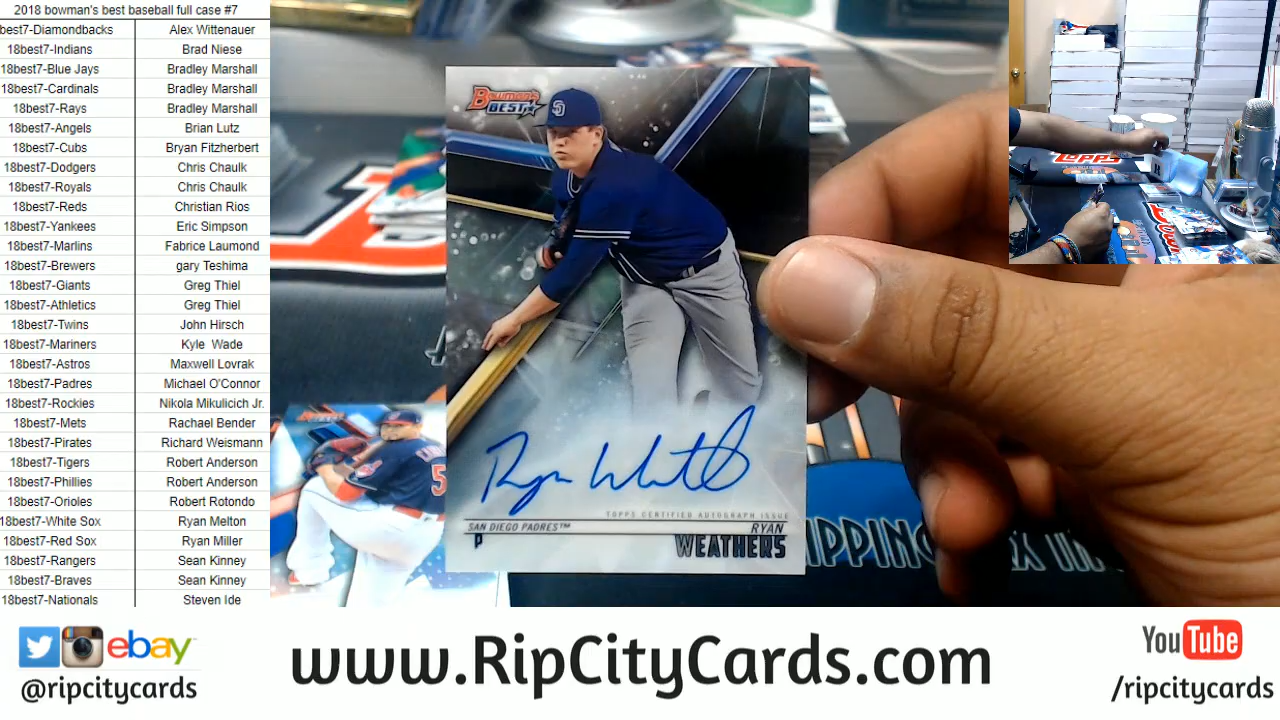 2018 bowman's best baseball full case #7
best7-Diamondbacks Alex Wittenauer
18best7-Indians Brad Niese
18best7-Blue Jays Bradley Marshall
18best7-Cardinals Bradley Marshall
18best7-Rays Bradley Marshall
18best7-Angels Brian Lutz
18best7-Cubs Bryan Fitzherbert
18best7-Dodgers Chris Chaulk
18best7-Royals Chris Chaulk
18best7-Reds Christian Rios
18best7-Yankees Eric Simpson
18best7-Marlins Fabrice Laumond
18best7-Brewers gary Teshima
18best7-Giants Greg Thiel
18best7-Athletics Greg Thiel
18best7-Twins John Hirsch
18best7-Mariners Kyle Wade
18best7-Astros Maxwell Lovrak
18best7-Padres Michael O'Connor
18best7-Rockies Nikola Mikulicich Jr.
18best7-Mets Rachael Bender
18best7-Pirates Richard Weismann
18best7-Tigers Robert Anderson
18best7-Phillies Robert Anderson
18best7-Orioles Robert Rotondo
18best7-White Sox Ryan Melton
18best7-Red Sox Ryan Miller
18best7-Rangers Sean Kinney
18best7-Braves Sean Kinney
18best7-Nationals Steven Ide
Bowman's
BEST
SD
TOPPS CERTIFIED AUTOGRAPH ISSUE
SAN DIEGO PADRES™ RYAN
P WEATHERS
5
TOPPS
ebay™
@ripcitycards
www.RipCityCards.com
YouTube
/ripcitycards